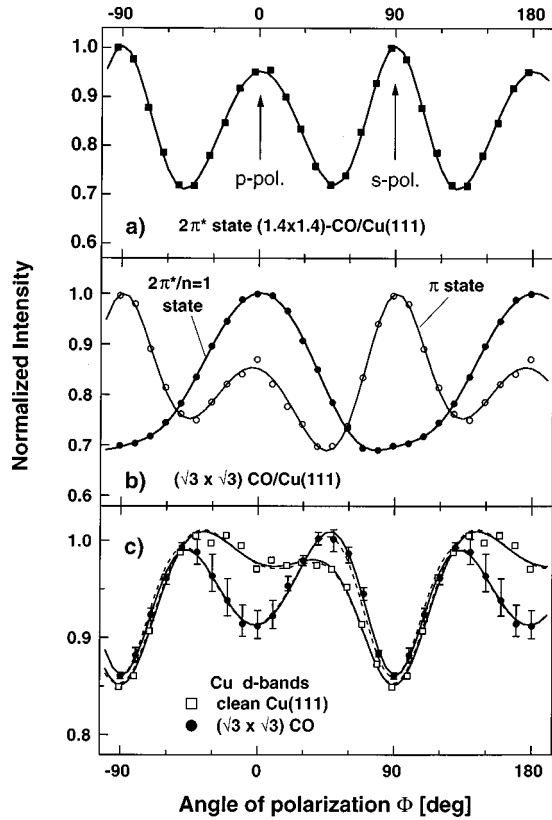 -90 0 90 180
1.0
0.9
0.8
0.7
0.6
p-pol. s-pol.
a) 2π* state (1.4x1.4)-CO/Cu(111)
Normalized Intensity
1.0
0.9
0.8
0.7
0.6
2π*/n=1
state
π state
b) (√3 x √3) CO/Cu(111)
1.0
0.9
0.8
c)
Cu d-bands
clean Cu(111)
(√3 x √3) CO
-90 0 90 180
Angle of polarization Φ [deg]